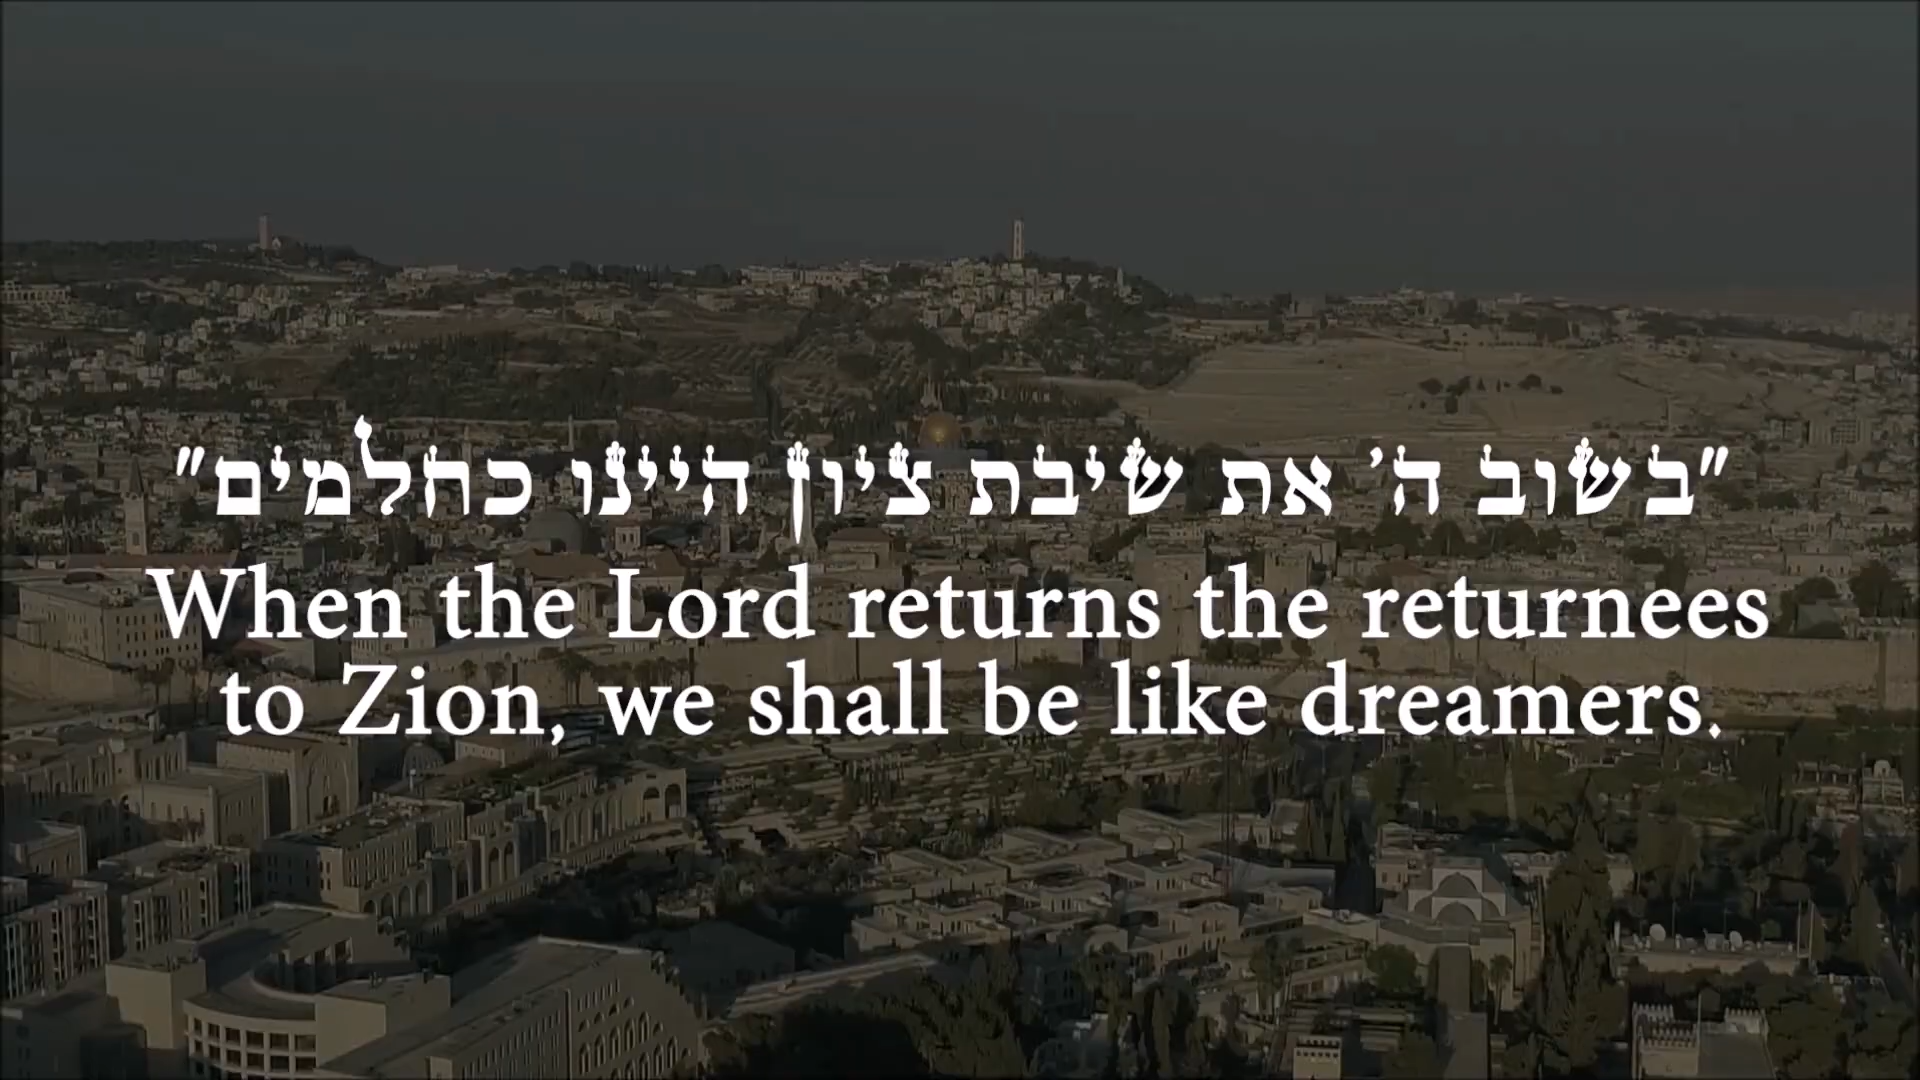 "בשוב ה' את שיבת ציון היינו כחלמים"
When the Lord returns the returnees
to Zion, we shall be like dreamers.